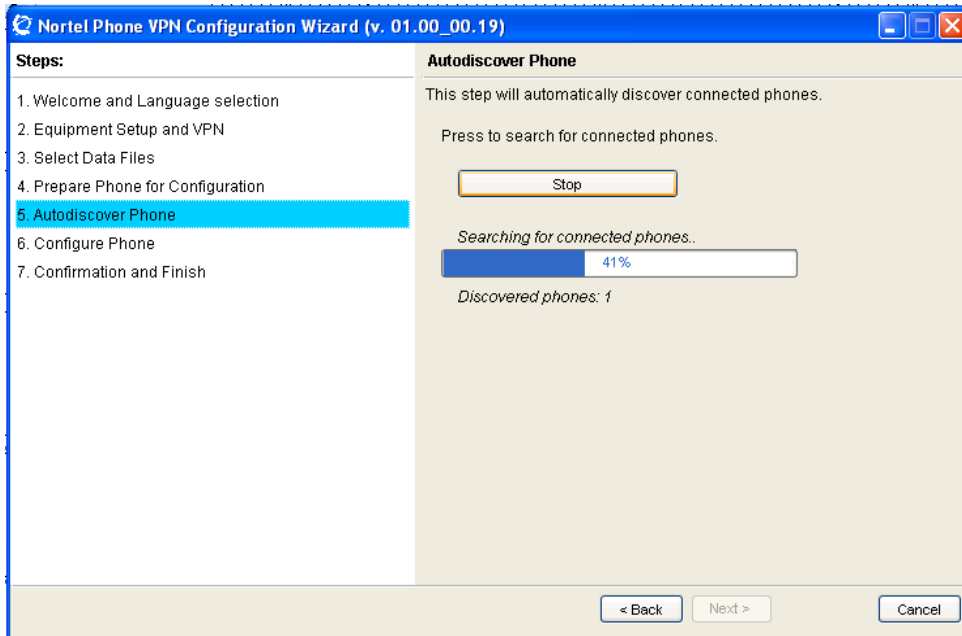 Nortel Phone VPN Configuration Wizard (v. 01.00_00.19)
Steps:
1. Welcome and Language selection
2. Equipment Setup and VPN
3. Select Data Files
4. Prepare Phone for Configuration
5. Autodiscover Phone
6. Configure Phone
7. Confirmation and Finish
Autodiscover Phone
This step will automatically discover connected phones.
Press to search for connected phones.
Stop
Searching for connected phones..
41%
Discovered phones: 1
< Back
Next >
Cancel